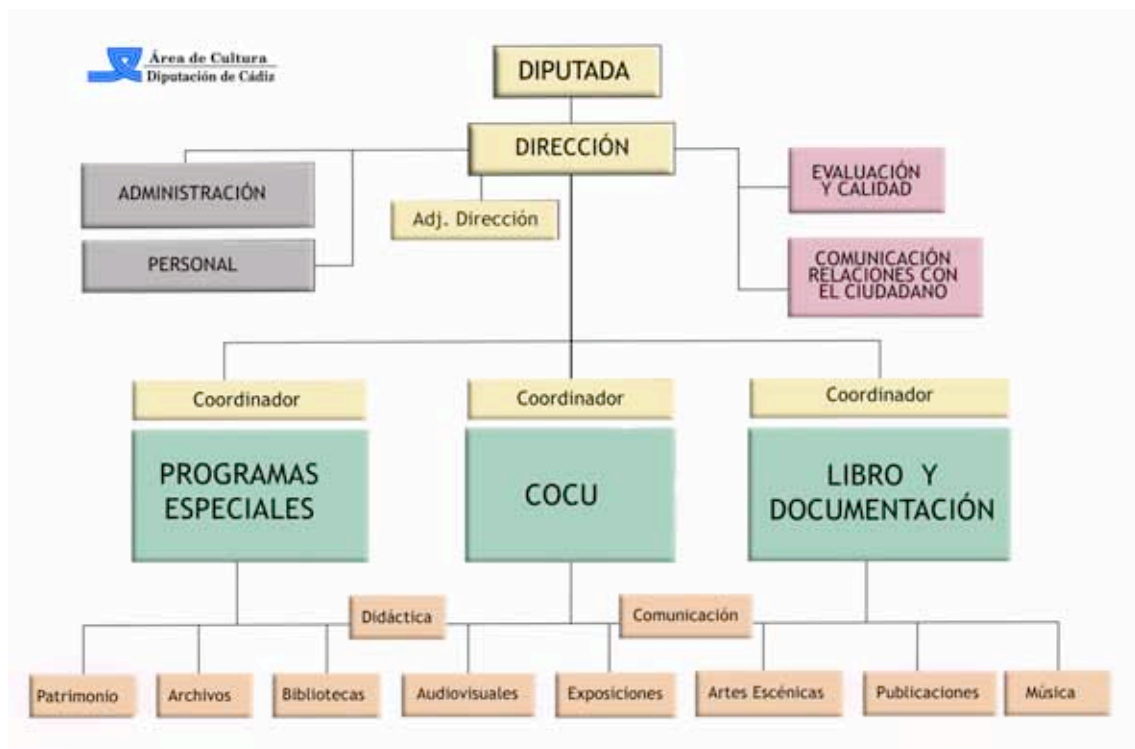 Área de Cultura
Diputación de Cádiz
DIPUTADA
DIRECCIÓN
ADMINISTRACIÓN
PERSONAL
Adj. Dirección
EVALUACIÓN
Y CALIDAD
COMUNICACIÓN
RELACIONES CON
EL CIUDADANO
Coordinador
Coordinador
Coordinador
PROGRAMAS
ESPECIALES
COCU
LIBRO Y
DOCUMENTACIÓN
Didáctica
Comunicación
Patrimonio
Archivos
Bibliotecas
Audiovisuales
Exposiciones
Artes Escénicas
Publicaciones
Música